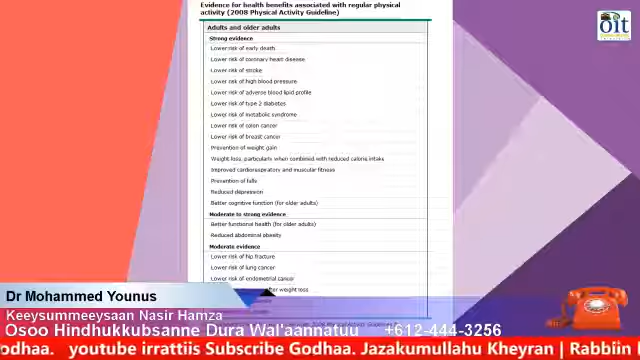 Evidence for health benefits associated with regular physical
activity (2008 Physical Activity Guideline)
Adults and older adults
Strong evidence
Lower risk of early death
Lower risk of coronary heart disease
Lower risk of stroke
Lower risk of high blood pressure
Lower risk of adverse blood lipid profile
Lower risk of type 2 diabetes
Lower risk of metabolic syndrome
Lower risk of colon cancer
Lower risk of breast cancer
Prevention of weight gain
Weight loss, particularly when combined with reduced calorie intake
Improved cardiorespiratory and muscular fitness
Prevention of falls
Reduced depression
Better cognitive function (for older adults)
Moderate to strong evidence
Better functional health (for older adults)
Reduced abdominal obesity
Moderate evidence
Lower risk of hip fracture
Lower risk of lung cancer
Lower risk of endometrial cancer
after weight loss
oit
Dr Mohammed Younus
Keeysummeeysaan Nasir Hamza
Osoo Hindhukkubsanne Dura Wal'aannatuu +612-444-3256
odhaa. youtube irrattiis Subscribe Godhaa. Jazakumullahu Kheyran | Rabbiin